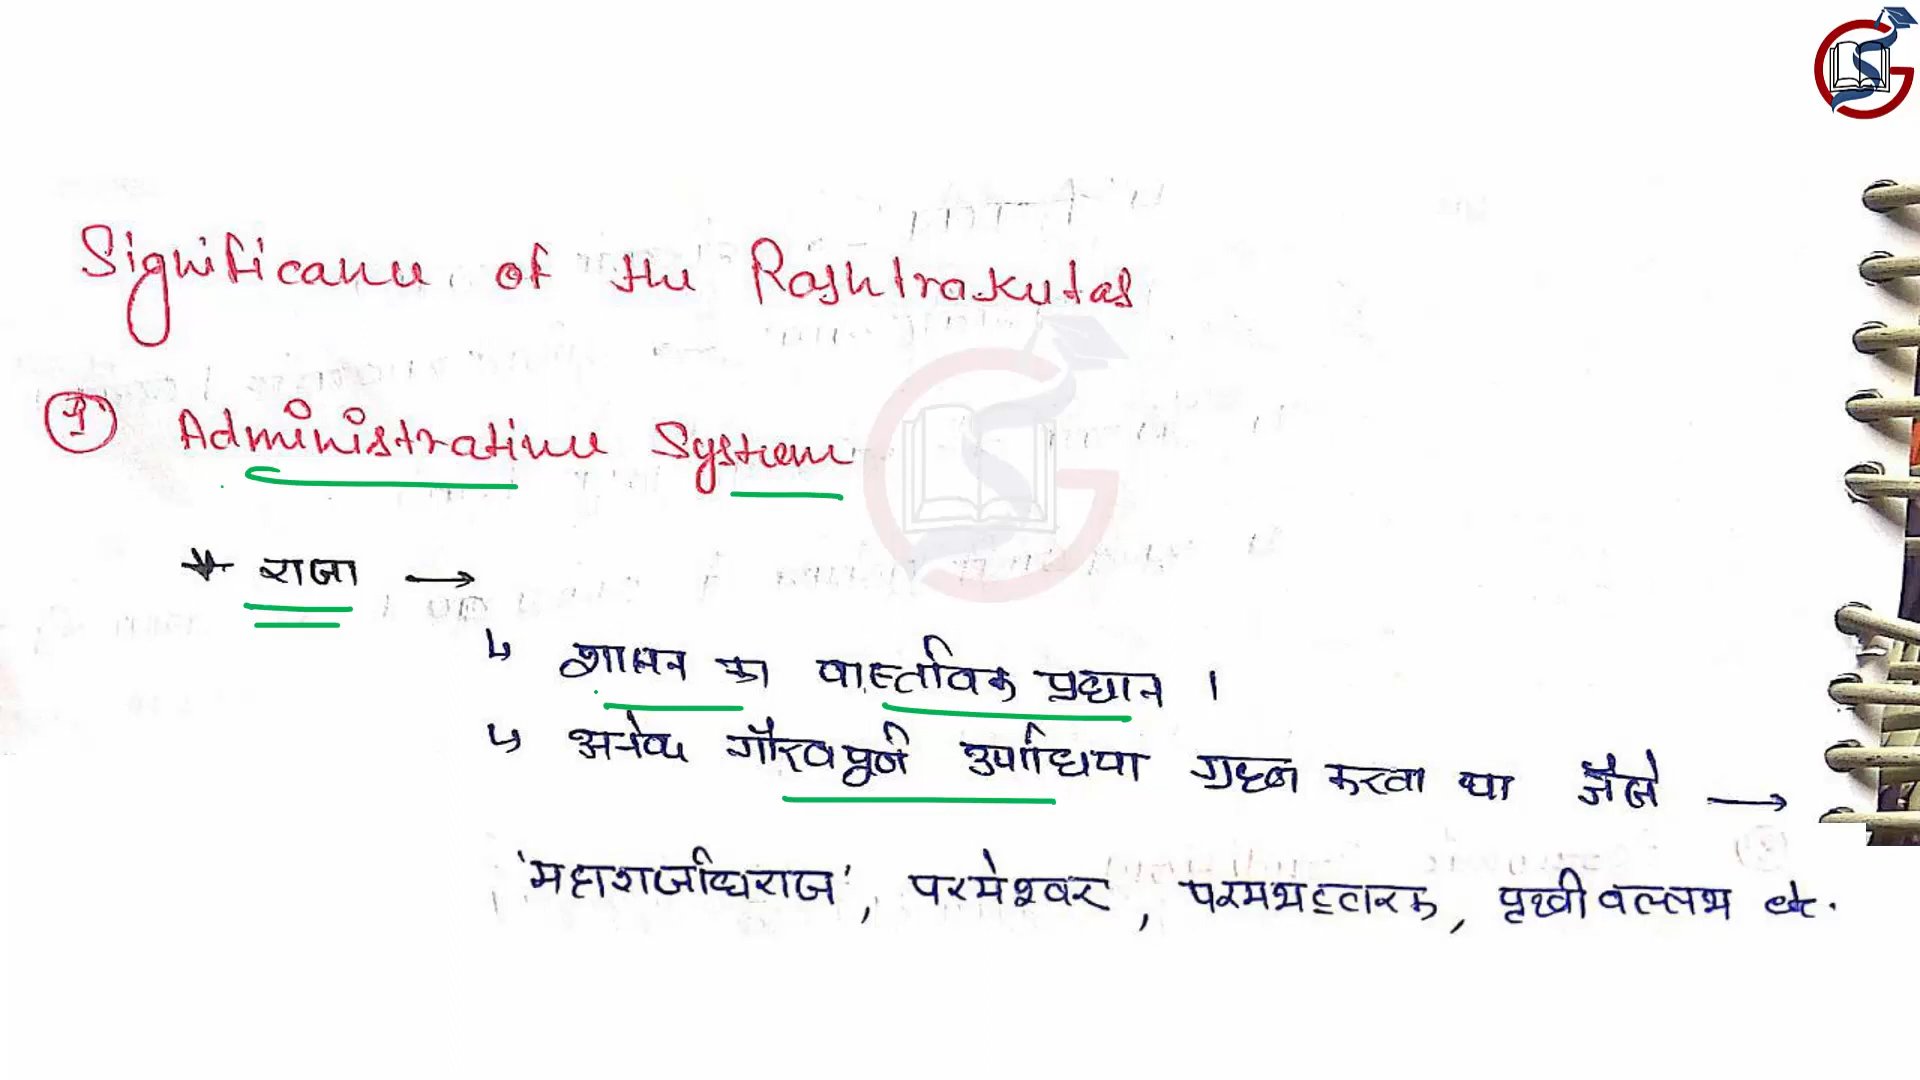 Significance of the Rashtrakutas
① Administrative System
* राजा →
↳ शासन का वास्तविक प्रधान ।
↳ अनेक गौरवपूर्ण उपाधिया ग्रहण करता था जैसे →
'महाराजाधिराज', परमेश्वर, परमभट्टारक, पृथ्वीवल्लभ etc.